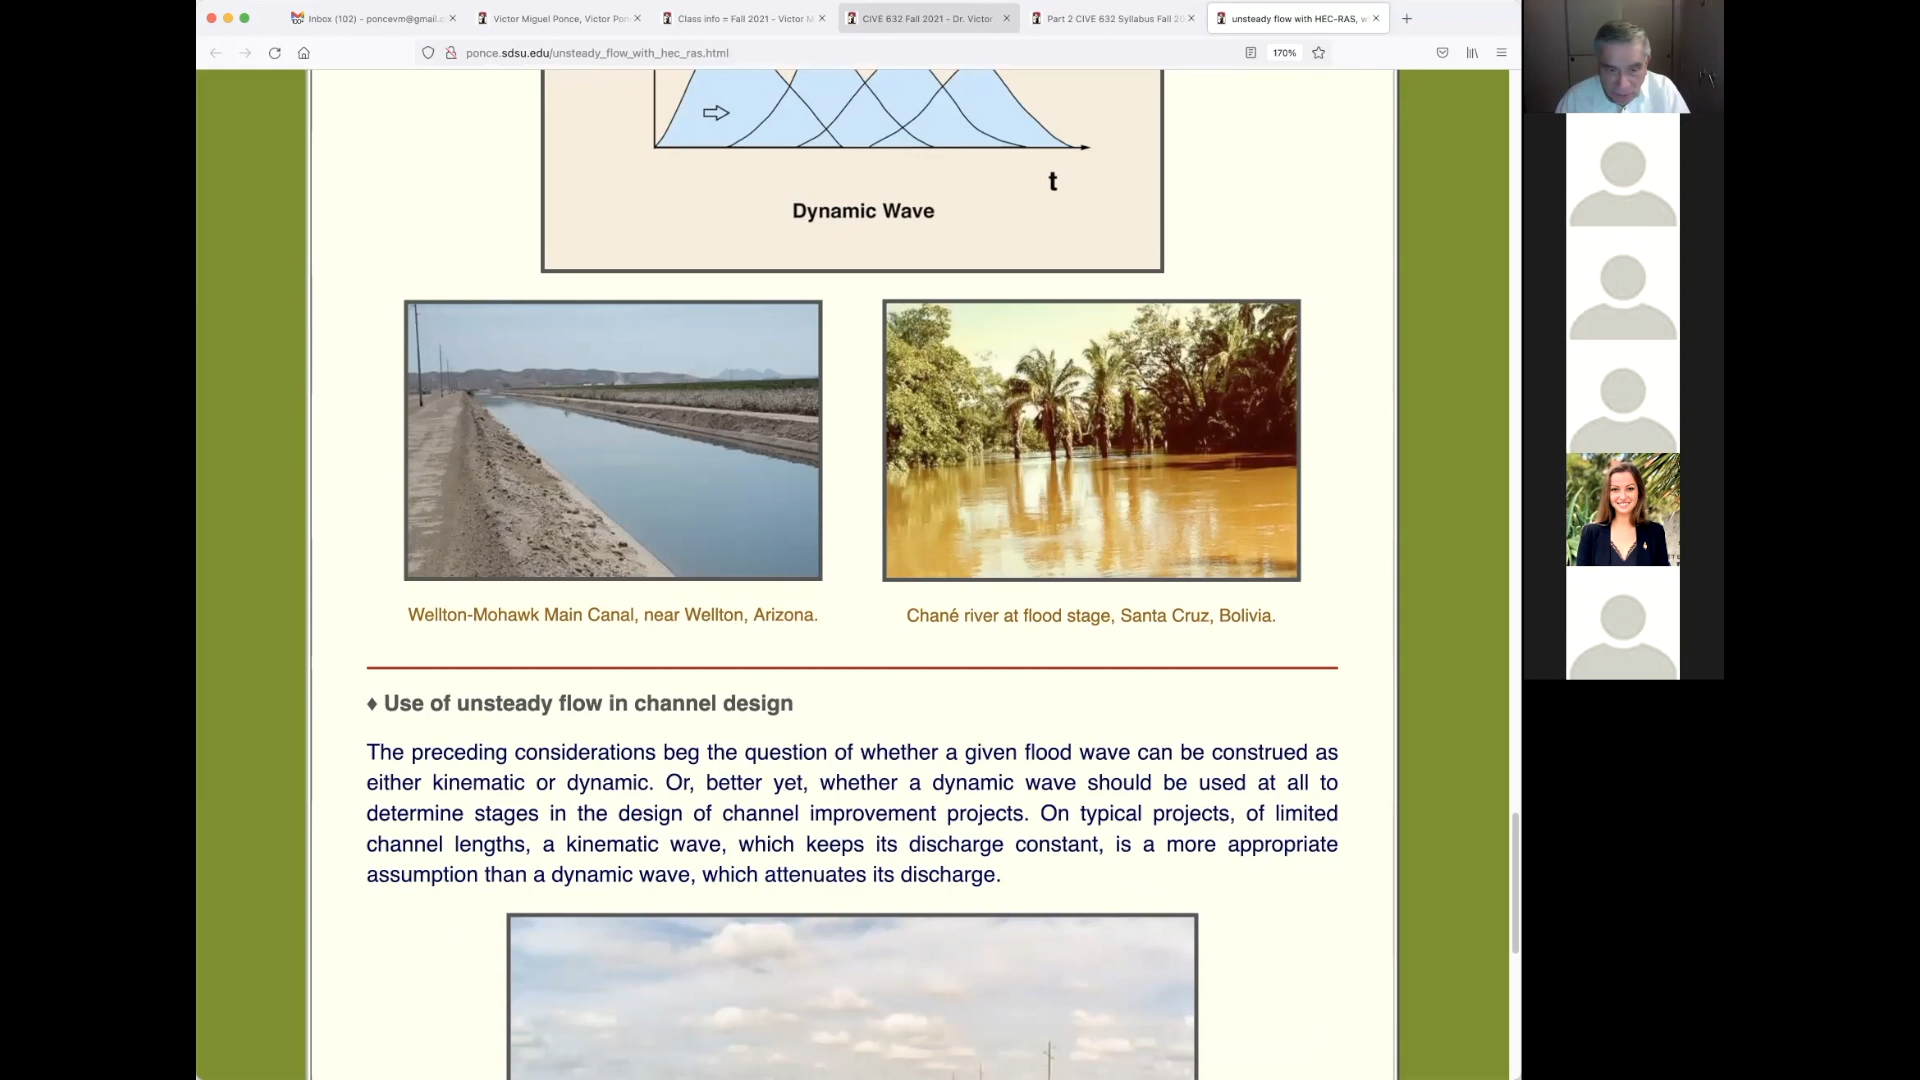 Inbox (102) - poncevm@gmail.c
Victor Miguel Ponce, Victor Pon
Class info = Fall 2021 - Victor M
CIVE 632 Fall 2021 - Dr. Victor
Part 2 CIVE 632 Syllabus Fall 20
unsteady flow with HEC-RAS, w
ponce.sdsu.edu/unsteady_flow_with_hec_ras.html
170%
t
Dynamic Wave
Wellton-Mohawk Main Canal, near Wellton, Arizona.
Chané river at flood stage, Santa Cruz, Bolivia.
♦ Use of unsteady flow in channel design
The preceding considerations beg the question of whether a given flood wave can be construed as
either kinematic or dynamic. Or, better yet, whether a dynamic wave should be used at all to
determine stages in the design of channel improvement projects. On typical projects, of limited
channel lengths, a kinematic wave, which keeps its discharge constant, is a more appropriate
assumption than a dynamic wave, which attenuates its discharge.